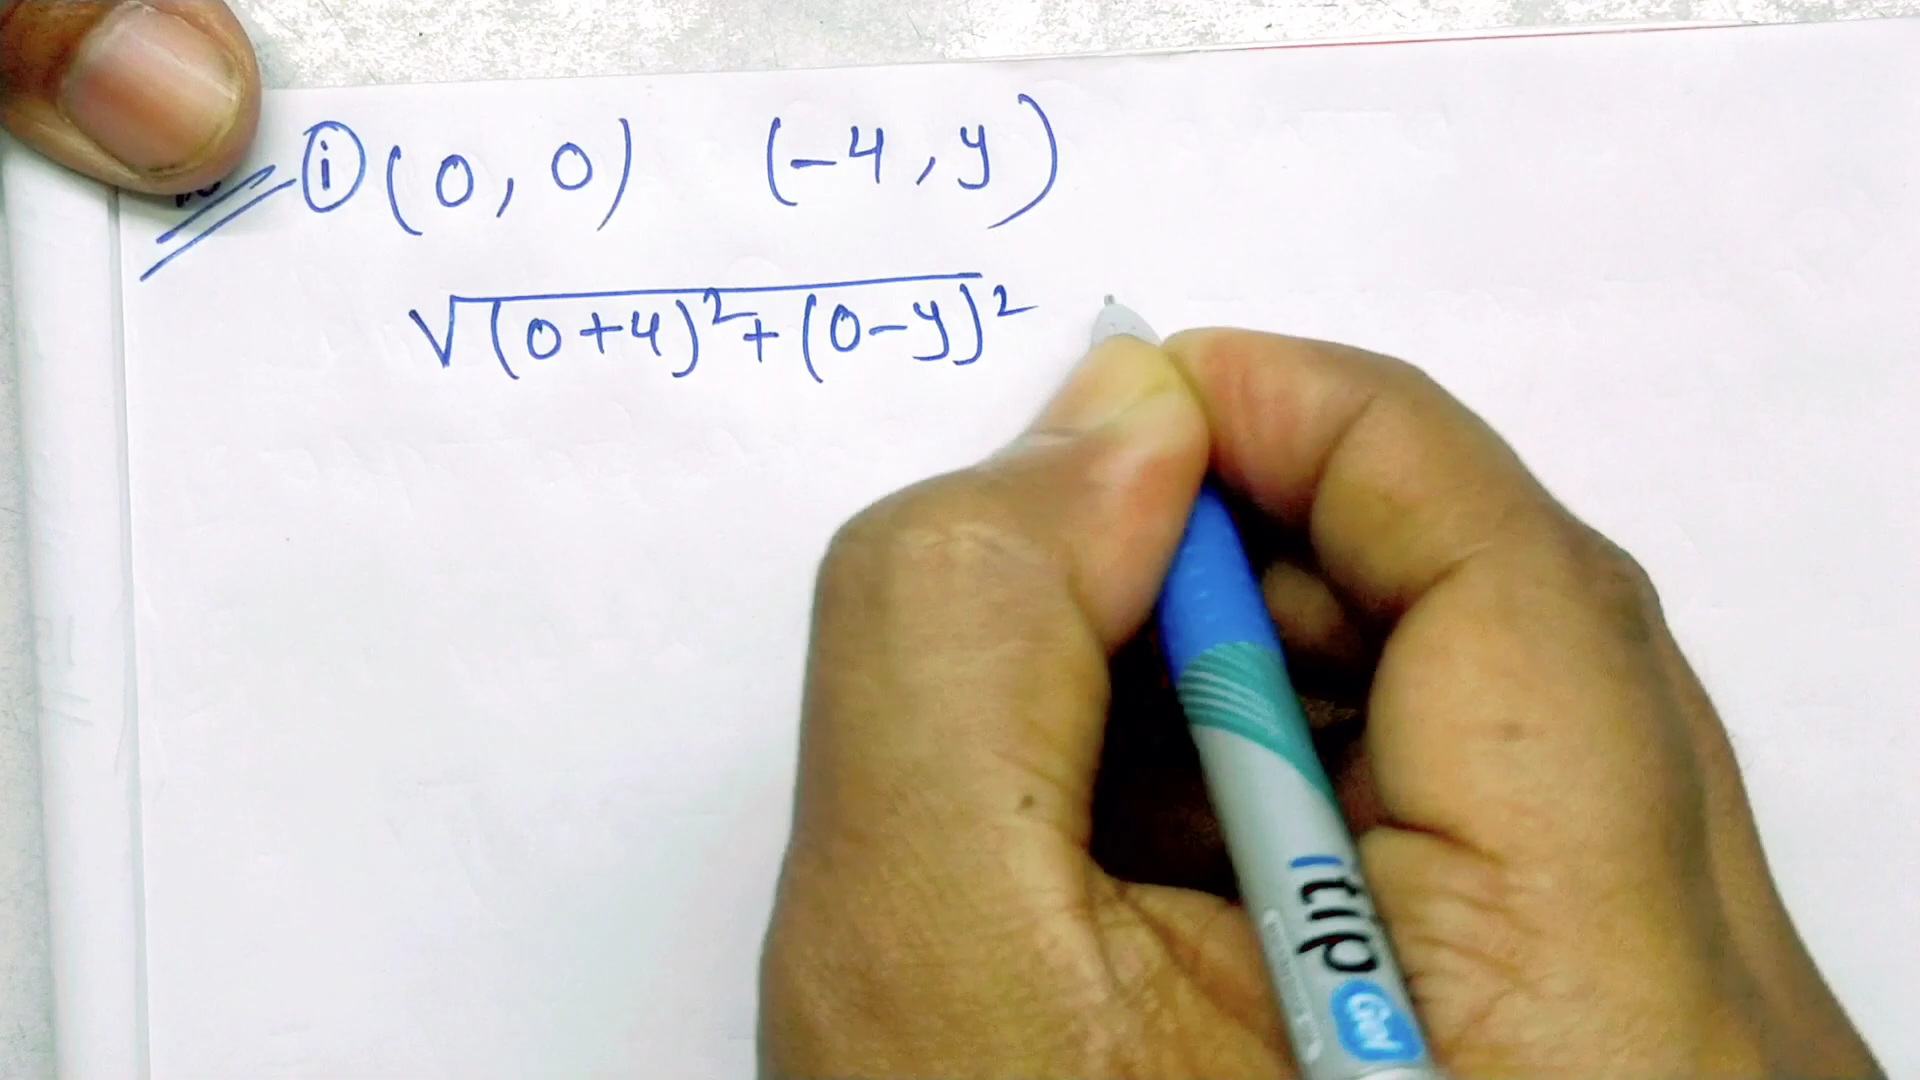 ⓘ (0, 0) (-4, y)
√(0+4)²+(0-y)²
itip
Gel